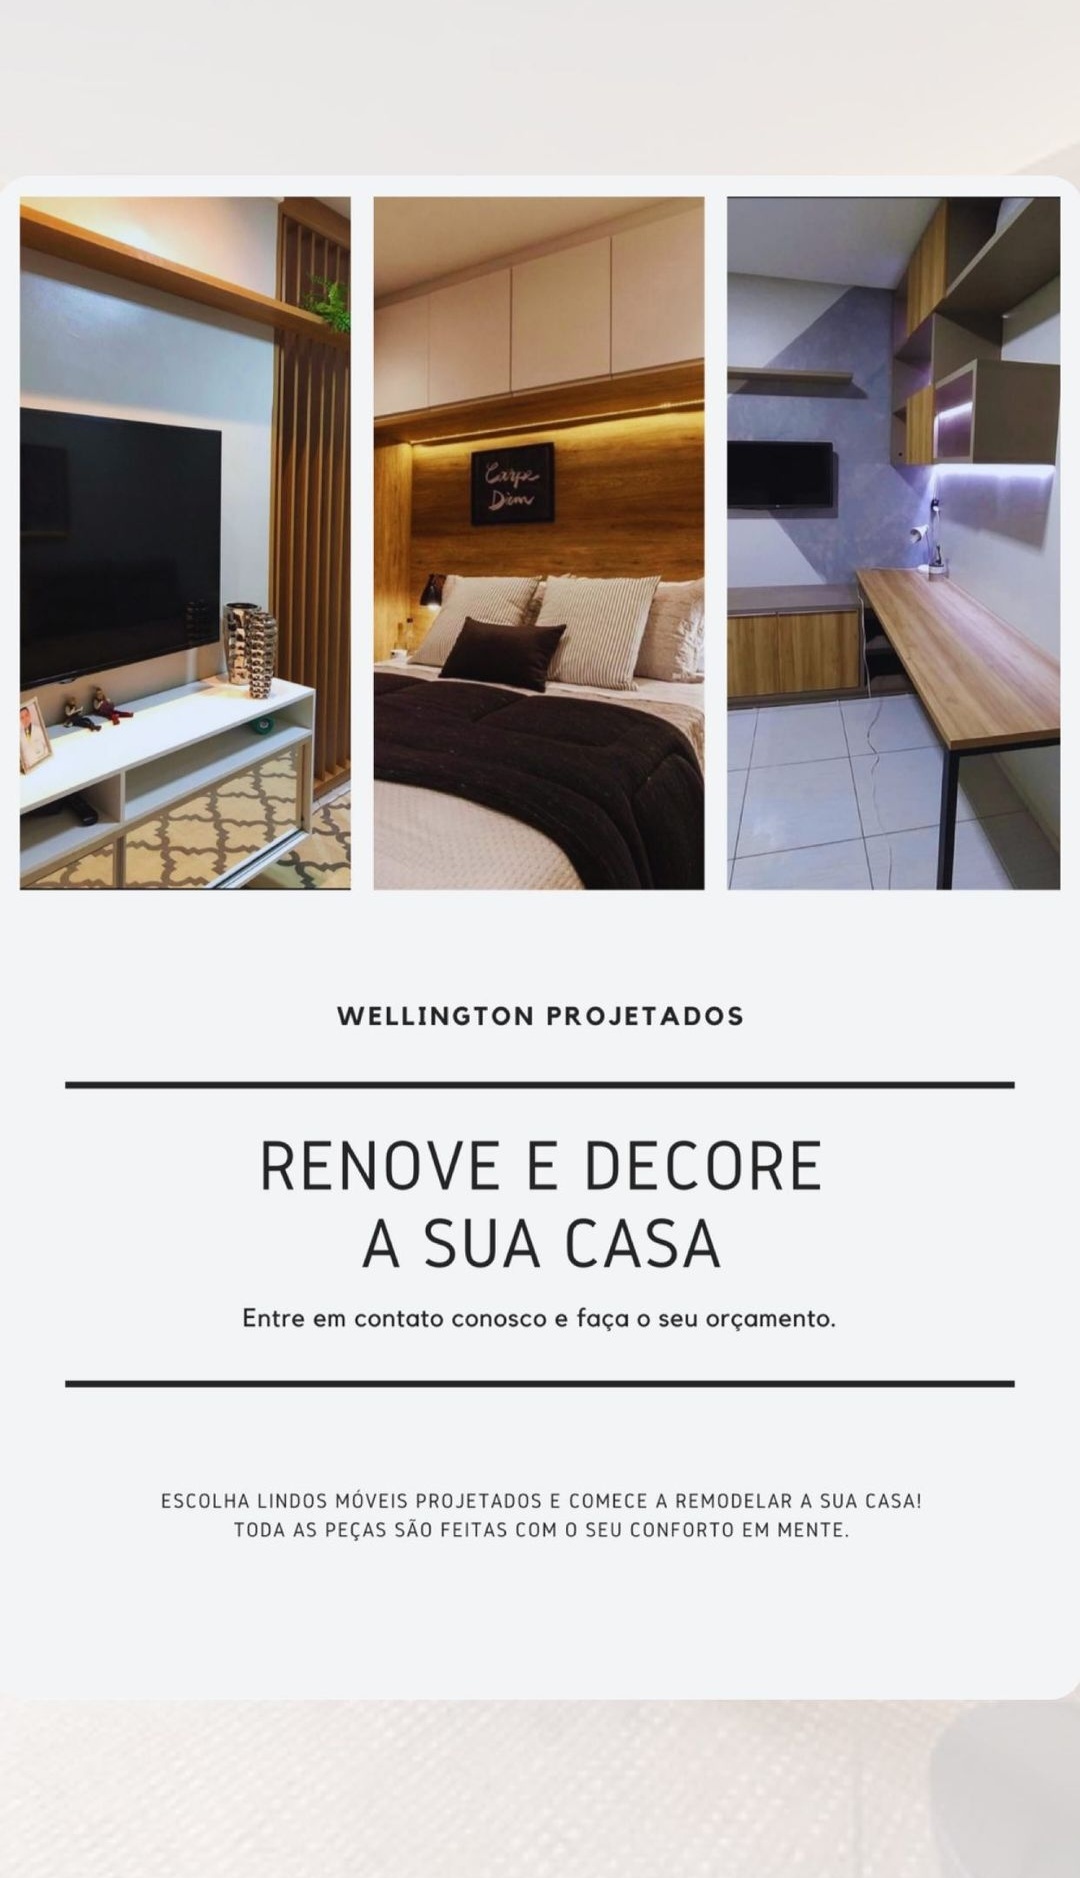 Carpe
Diem
WELLINGTON PROJETADOS
RENOVE E DECORE
A SUA CASA
Entre em contato conosco e faça o seu orçamento.
ESCOLHA LINDOS MÓVEIS PROJETADOS E COMECE A REMODELAR A SUA CASA!
TODA AS PEÇAS SÃO FEITAS COM O SEU CONFORTO EM MENTE.